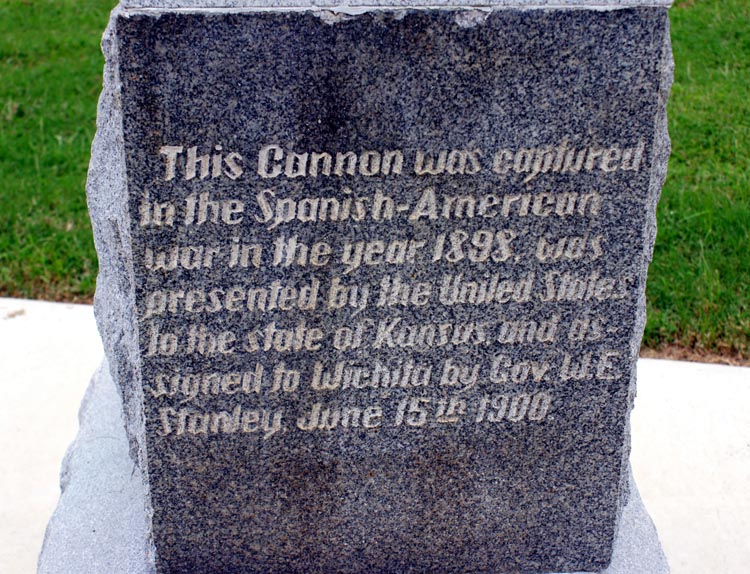 This Cannon was captured
in the Spanish-American
war in the year 1898, was
presented by the United States
to the state of Kansas, and as-
signed to Wichita by Gov. W.E.
Stanley, June 15th 1900.